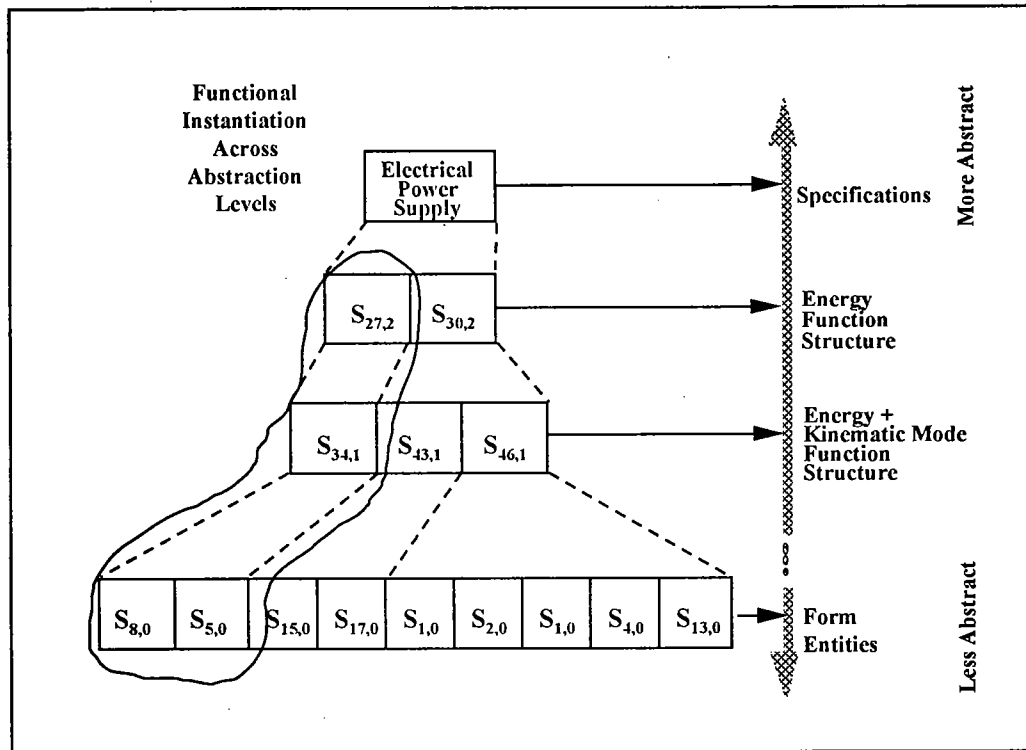 Functional
Instantiation
Across
Abstraction
Levels
Electrical
Power
Supply
Specifications
More Abstract
S27,2 S30,2
Energy
Function
Structure
S34,1 S43,1 S46,1
Energy +
Kinematic Mode
Function
Structure
S8,0 S5,0 S15,0 S17,0 S1,0 S2,0 S1,0 S4,0 S13,0
Form
Entities
Less Abstract